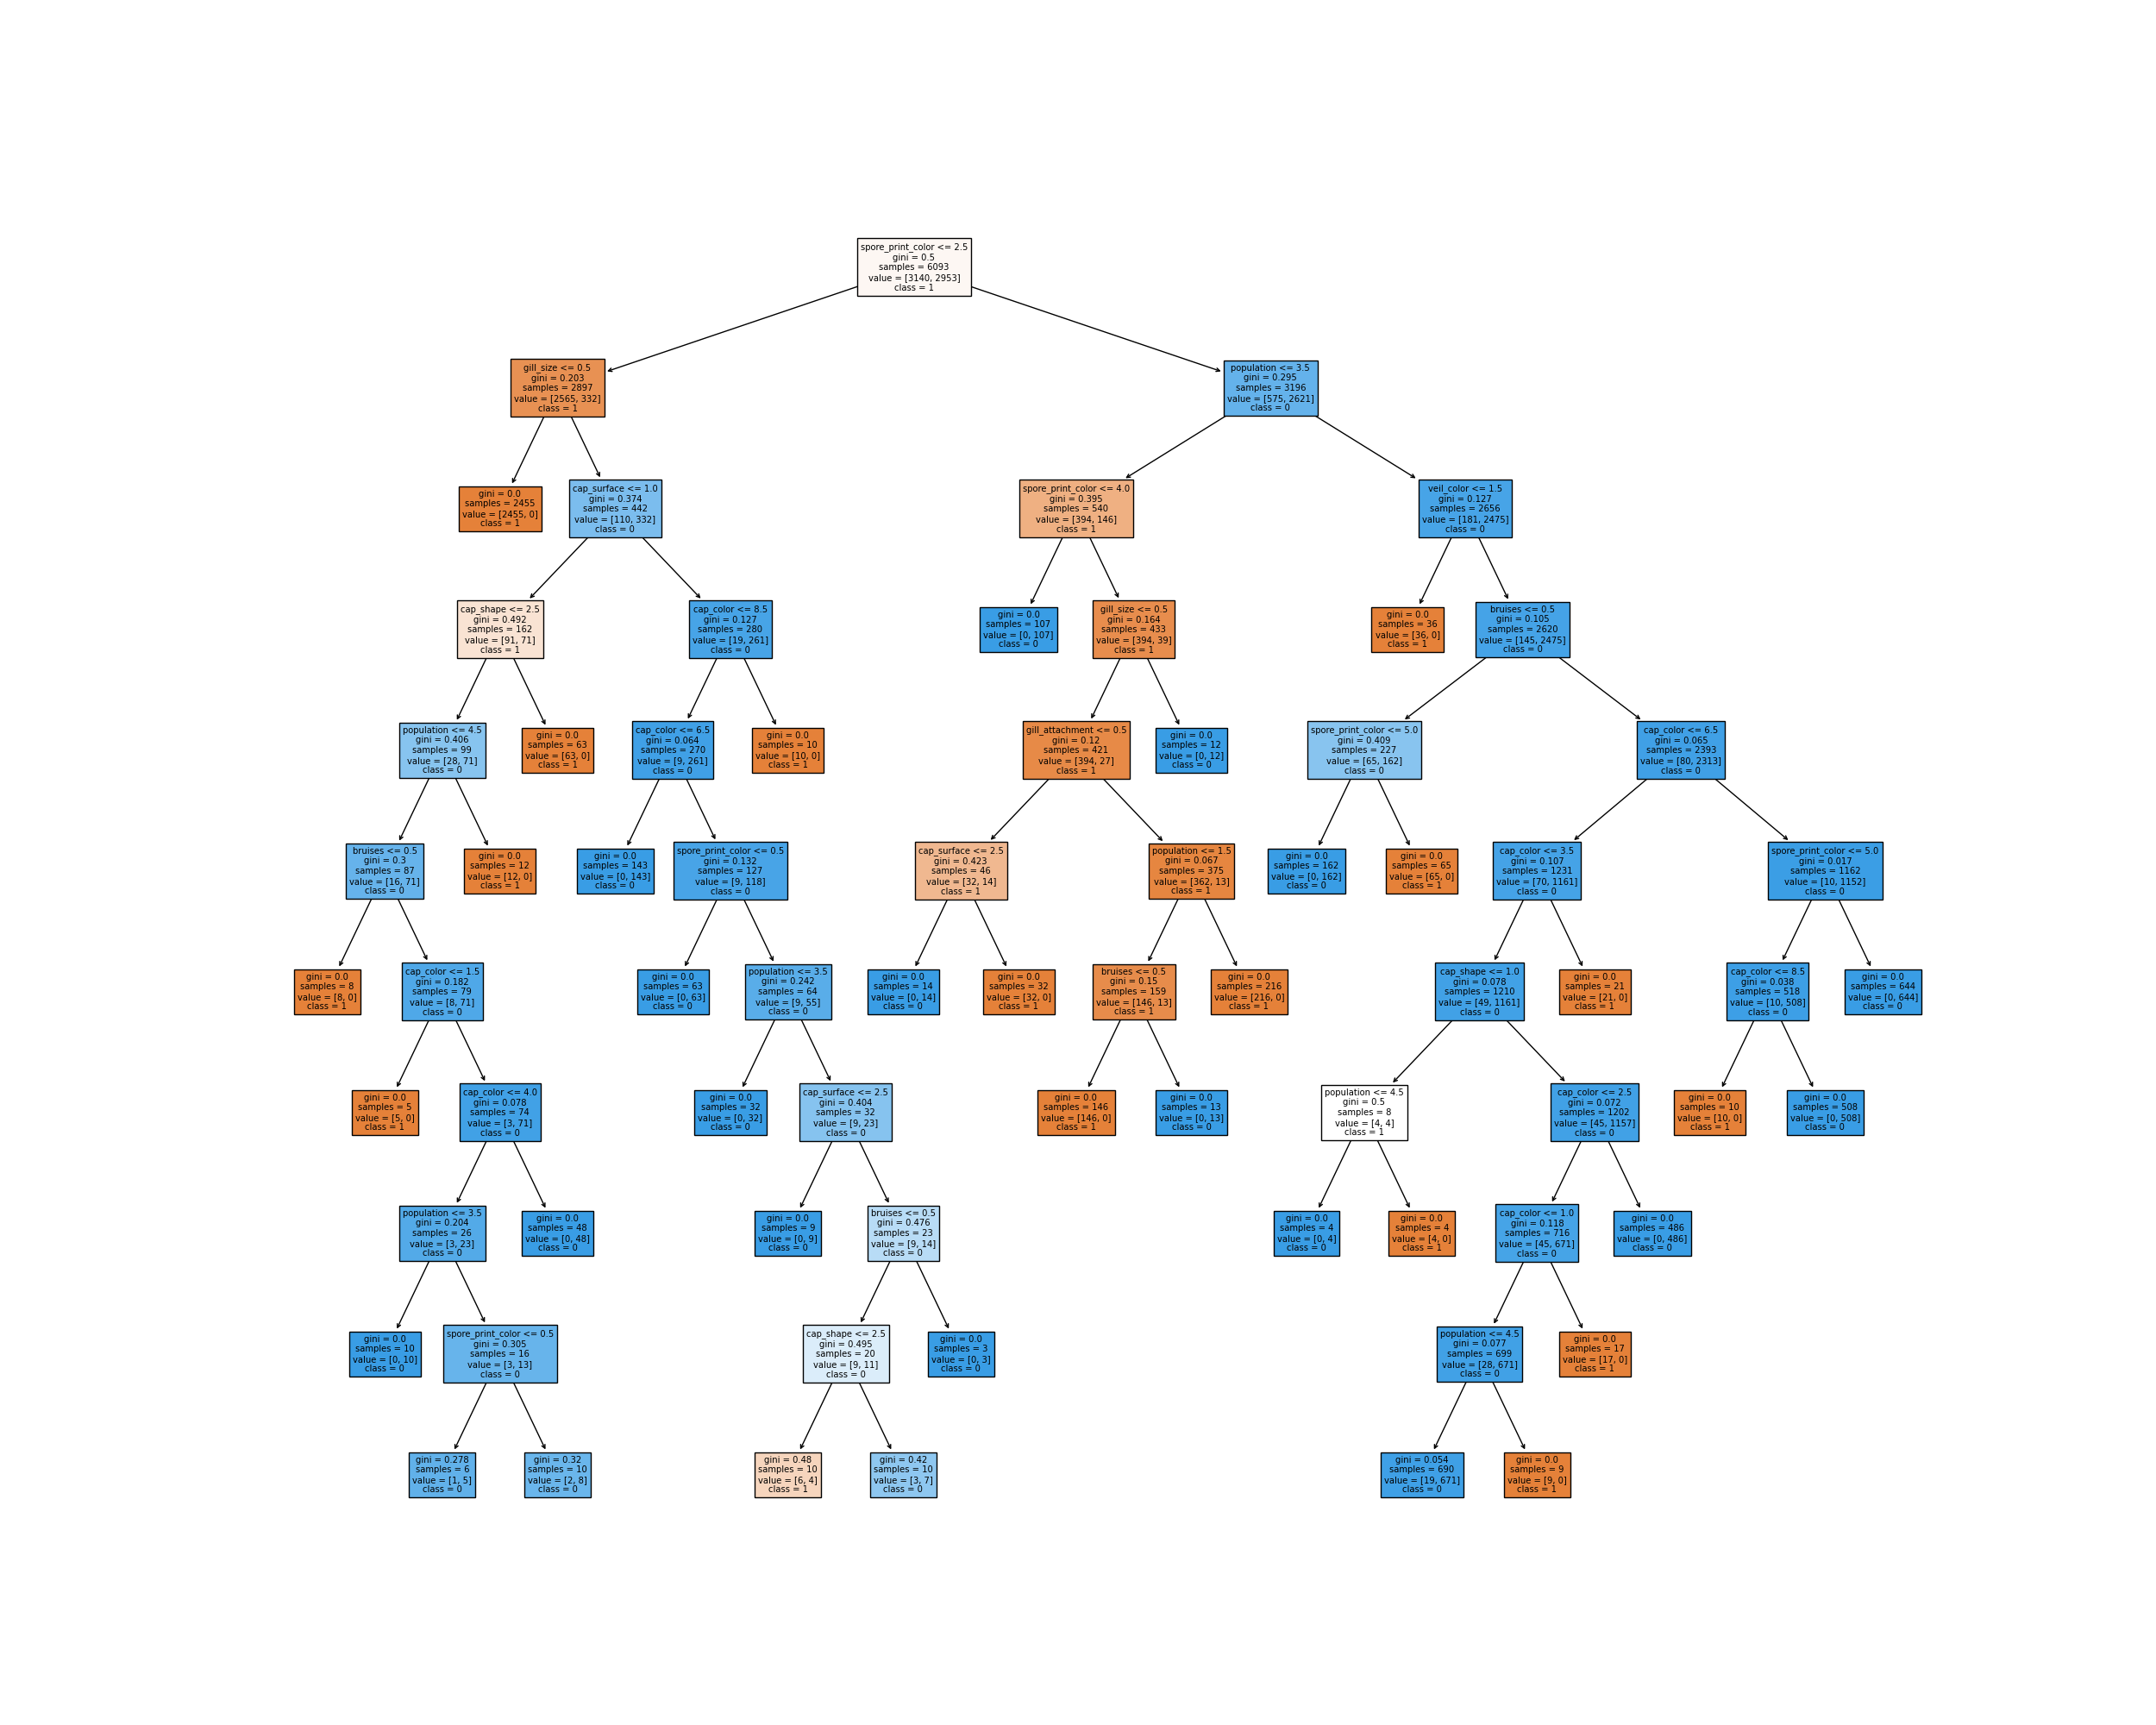 spore_print_color <= 2.5
gini = 0.5
samples = 6093
value = [3140, 2953]
class = 1
gill_size <= 0.5
gini = 0.203
samples = 2897
value = [2565, 332]
class = 1
population <= 3.5
gini = 0.295
samples = 3196
value = [575, 2621]
class = 0
gini = 0.0
samples = 2455
value = [2455, 0]
class = 1
cap_surface <= 1.0
gini = 0.374
samples = 442
value = [110, 332]
class = 0
spore_print_color <= 4.0
gini = 0.395
samples = 540
value = [394, 146]
class = 1
veil_color <= 1.5
gini = 0.127
samples = 2656
value = [181, 2475]
class = 0
cap_shape <= 2.5
gini = 0.492
samples = 162
value = [91, 71]
class = 1
cap_color <= 8.5
gini = 0.127
samples = 280
value = [19, 261]
class = 0
gini = 0.0
samples = 107
value = [0, 107]
class = 0
gill_size <= 0.5
gini = 0.164
samples = 433
value = [394, 39]
class = 1
gini = 0.0
samples = 36
value = [36, 0]
class = 1
bruises <= 0.5
gini = 0.105
samples = 2620
value = [145, 2475]
class = 0
population <= 4.5
gini = 0.406
samples = 99
value = [28, 71]
class = 0
gini = 0.0
samples = 63
value = [63, 0]
class = 1
cap_color <= 6.5
gini = 0.064
samples = 270
value = [9, 261]
class = 0
gini = 0.0
samples = 10
value = [10, 0]
class = 1
gill_attachment <= 0.5
gini = 0.12
samples = 421
value = [394, 27]
class = 1
gini = 0.0
samples = 12
value = [0, 12]
class = 0
spore_print_color <= 5.0
gini = 0.409
samples = 227
value = [65, 162]
class = 0
cap_color <= 6.5
gini = 0.065
samples = 2393
value = [80, 2313]
class = 0
bruises <= 0.5
gini = 0.3
samples = 87
value = [16, 71]
class = 0
gini = 0.0
samples = 12
value = [12, 0]
class = 1
gini = 0.0
samples = 143
value = [0, 143]
class = 0
spore_print_color <= 0.5
gini = 0.132
samples = 127
value = [9, 118]
class = 0
cap_surface <= 2.5
gini = 0.423
samples = 46
value = [32, 14]
class = 1
population <= 1.5
gini = 0.067
samples = 375
value = [362, 13]
class = 1
gini = 0.0
samples = 162
value = [0, 162]
class = 0
gini = 0.0
samples = 65
value = [65, 0]
class = 1
cap_color <= 3.5
gini = 0.107
samples = 1231
value = [70, 1161]
class = 0
spore_print_color <= 5.0
gini = 0.017
samples = 1162
value = [10, 1152]
class = 0
gini = 0.0
samples = 8
value = [8, 0]
class = 1
cap_color <= 1.5
gini = 0.182
samples = 79
value = [8, 71]
class = 0
gini = 0.0
samples = 63
value = [0, 63]
class = 0
population <= 3.5
gini = 0.242
samples = 64
value = [9, 55]
class = 0
gini = 0.0
samples = 14
value = [0, 14]
class = 0
gini = 0.0
samples = 32
value = [32, 0]
class = 1
bruises <= 0.5
gini = 0.15
samples = 159
value = [146, 13]
class = 1
gini = 0.0
samples = 216
value = [216, 0]
class = 1
cap_shape <= 1.0
gini = 0.078
samples = 1210
value = [49, 1161]
class = 0
gini = 0.0
samples = 21
value = [21, 0]
class = 1
cap_color <= 8.5
gini = 0.038
samples = 518
value = [10, 508]
class = 0
gini = 0.0
samples = 644
value = [0, 644]
class = 0
gini = 0.0
samples = 5
value = [5, 0]
class = 1
cap_color <= 4.0
gini = 0.078
samples = 74
value = [3, 71]
class = 0
gini = 0.0
samples = 32
value = [0, 32]
class = 0
cap_surface <= 2.5
gini = 0.404
samples = 32
value = [9, 23]
class = 0
gini = 0.0
samples = 146
value = [146, 0]
class = 1
gini = 0.0
samples = 13
value = [0, 13]
class = 0
population <= 4.5
gini = 0.5
samples = 8
value = [4, 4]
class = 1
cap_color <= 2.5
gini = 0.072
samples = 1202
value = [45, 1157]
class = 0
gini = 0.0
samples = 10
value = [10, 0]
class = 1
gini = 0.0
samples = 508
value = [0, 508]
class = 0
population <= 3.5
gini = 0.204
samples = 26
value = [3, 23]
class = 0
gini = 0.0
samples = 48
value = [0, 48]
class = 0
gini = 0.0
samples = 9
value = [0, 9]
class = 0
bruises <= 0.5
gini = 0.476
samples = 23
value = [9, 14]
class = 0
gini = 0.0
samples = 4
value = [0, 4]
class = 0
gini = 0.0
samples = 4
value = [4, 0]
class = 1
cap_color <= 1.0
gini = 0.118
samples = 716
value = [45, 671]
class = 0
gini = 0.0
samples = 486
value = [0, 486]
class = 0
gini = 0.0
samples = 10
value = [0, 10]
class = 0
spore_print_color <= 0.5
gini = 0.305
samples = 16
value = [3, 13]
class = 0
cap_shape <= 2.5
gini = 0.495
samples = 20
value = [9, 11]
class = 0
gini = 0.0
samples = 3
value = [0, 3]
class = 0
population <= 4.5
gini = 0.077
samples = 699
value = [28, 671]
class = 0
gini = 0.0
samples = 17
value = [17, 0]
class = 1
gini = 0.278
samples = 6
value = [1, 5]
class = 0
gini = 0.32
samples = 10
value = [2, 8]
class = 0
gini = 0.48
samples = 10
value = [6, 4]
class = 1
gini = 0.42
samples = 10
value = [3, 7]
class = 0
gini = 0.054
samples = 690
value = [19, 671]
class = 0
gini = 0.0
samples = 9
value = [9, 0]
class = 1